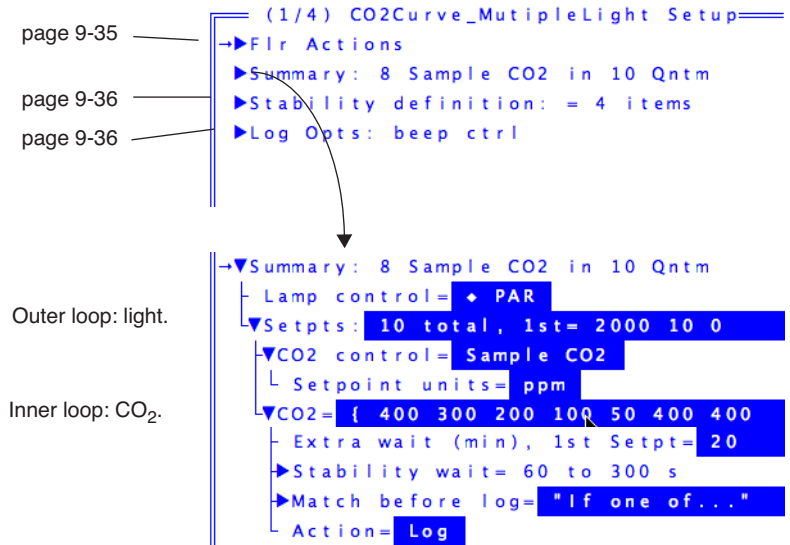 (1/4) CO2Curve_MutipleLight Setup
page 9-35
→▶Flr Actions
▶Summary: 8 Sample CO2 in 10 Qntm
page 9-36
▶Stability definition: = 4 items
page 9-36
▶Log Opts: beep ctrl
→▼Summary: 8 Sample CO2 in 10 Qntm
Lamp control= ◆ PAR
Outer loop: light.
▼Setpts: 10 total, 1st= 2000 10 0
▼CO2 control= Sample CO2
Setpoint units= ppm
Inner loop: CO2.
▼CO2= { 400 300 200 100 50 400 400
Extra wait (min), 1st Setpt= 20
▶Stability wait= 60 to 300 s
▶Match before log= "If one of..."
Action= Log